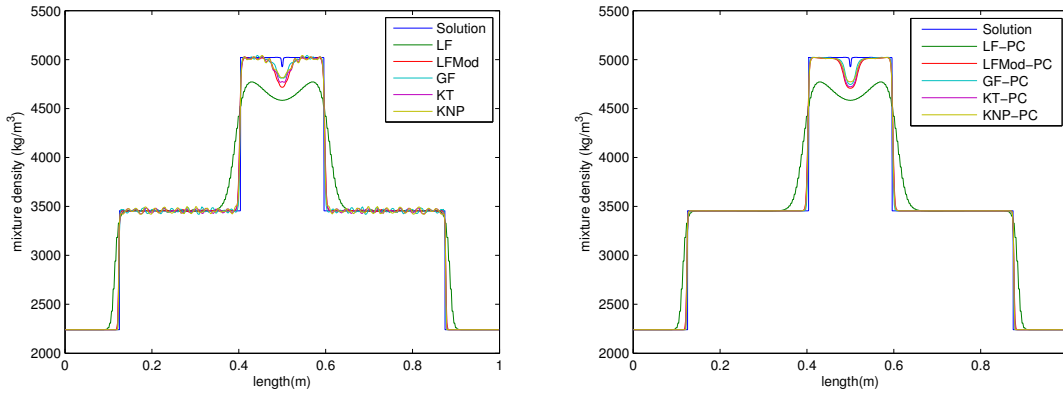 5500
5000
4500
4000
3500
3000
2500
2000
mixture density (kg/m³)
0
0.2
0.4
0.6
0.8
1
length(m)
Solution
LF
LFMod
GF
KT
KNP
5500
5000
4500
4000
3500
3000
2500
2000
mixture density (kg/m³)
0
0.2
0.4
0.6
0.8
length(m)
Solution
LF−PC
LFMod−PC
GF−PC
KT−PC
KNP−PC